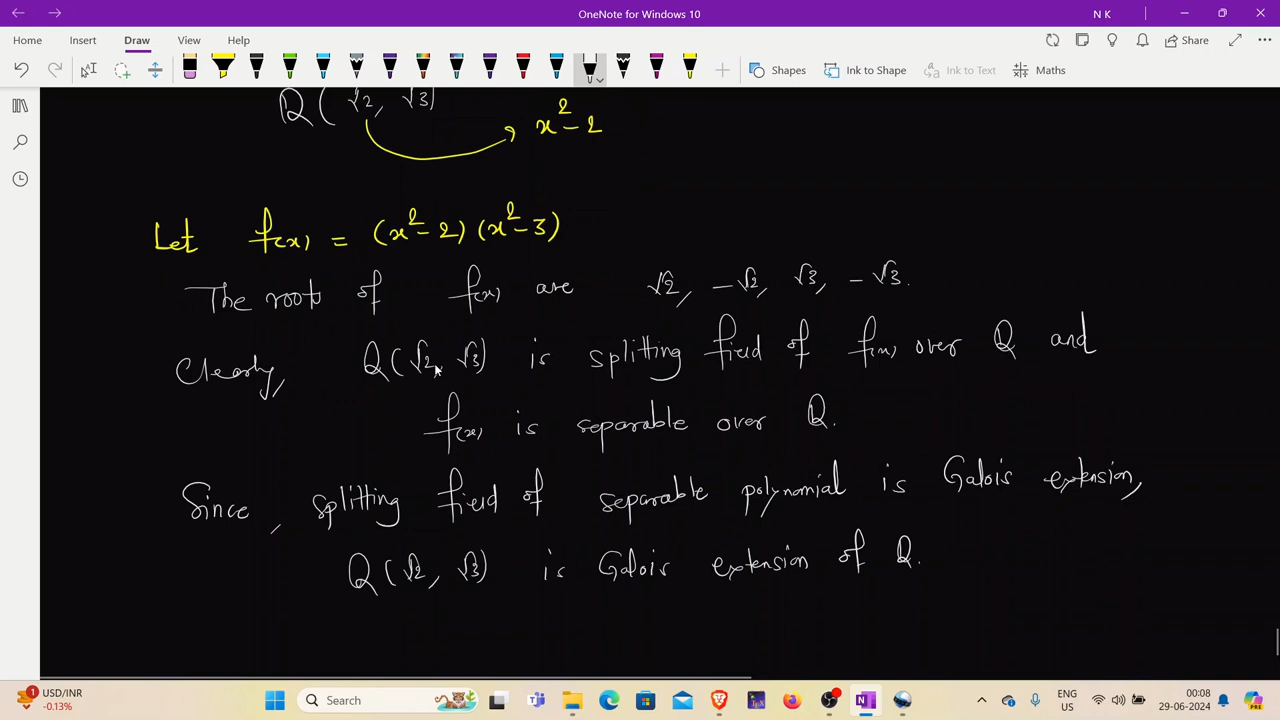 OneNote for Windows 10
N K
Home Insert Draw View Help
Share
Shapes Ink to Shape Ink to Text Maths
Q( √2, √3)
x² - 2
Let f(x) = (x² - 2) (x² - 3)
The roots of f(x) are √2, -√2, √3, -√3.
Clearly, Q(√2, √3) is splitting field of f(x) over Q and
f(x) is separable over Q.
Since, splitting field of separable polynomial is Galois extension,
Q(√2, √3) is Galois extension of Q.
USD/INR
-0.13%
Search
ENG
IN
00:08
29-06-2024